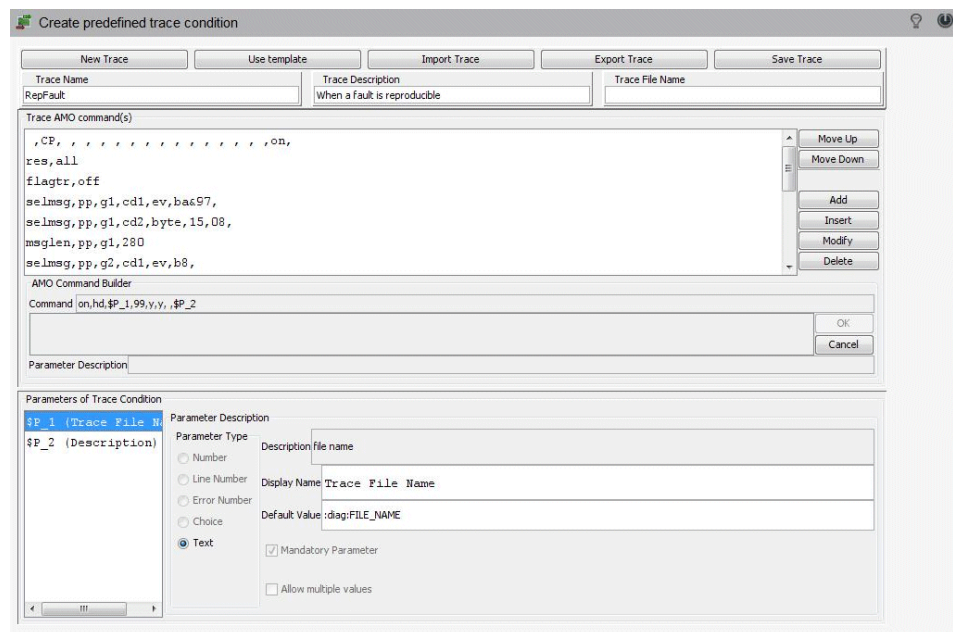 Create predefined trace condition
New Trace Use template Import Trace Export Trace Save Trace
Trace Name Trace Description Trace File Name
RepFault When a fault is reproducible
Trace AMO command(s)
,CP, , , , , , , , , , , , , , ,on,
res,all
flagtr,off
selmsg,pp,g1,cd1,ev,ba&97,
selmsg,pp,g1,cd2,byte,15,08,
msglen,pp,g1,280
selmsg,pp,g2,cd1,ev,b8,
Move Up
Move Down
Add
Insert
Modify
Delete
AMO Command Builder
Command on,hd,$P_1,99,y,y, ,$P_2
OK
Cancel
Parameter Description
Parameters of Trace Condition
$P_1 (Trace File Na
$P_2 (Description)
Parameter Description
Parameter Type
Number
Line Number
Error Number
Choice
Text
Description file name
Display Name Trace File Name
Default Value :diag:FILE_NAME
Mandatory Parameter
Allow multiple values